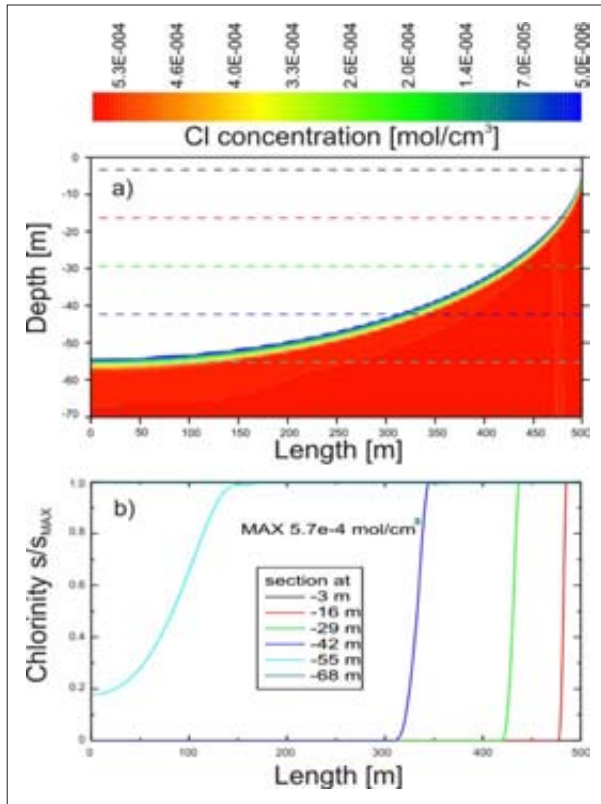 5.3E-004 4.6E-004 4.0E-004 3.3E-004 2.6E-004 2.0E-004 1.4E-004 7.0E-005 5.0E-006
Cl concentration [mol/cm³]
a)
0
-10
-20
-30
-40
-50
-60
-70
Depth [m]
0 50 100 150 200 250 300 350 400 450 500
Length [m]
b)
1.0
0.8
0.6
0.4
0.2
0
Chlorinity s/s_MAX
MAX 5.7e-4 mol/cm³
section at
-3 m
-16 m
-29 m
-42 m
-55 m
-68 m
0 100 200 300 400 500
Length [m]